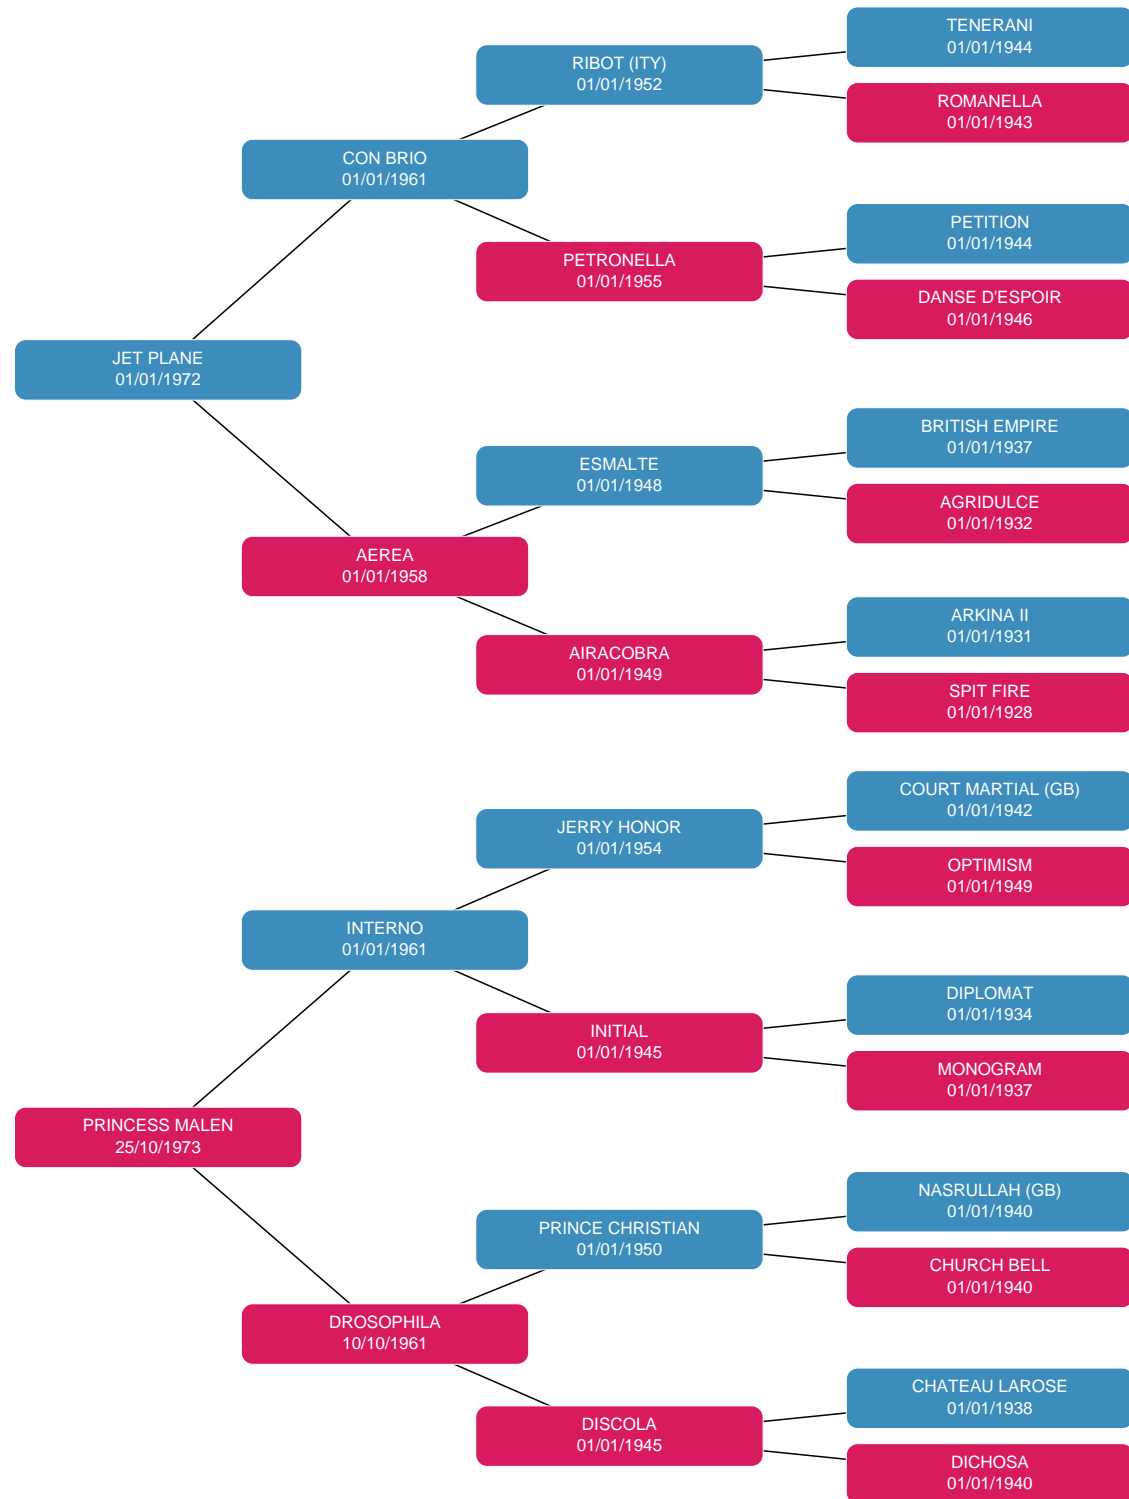 TENERANI
01/01/1944
RIBOT (ITY)
01/01/1952
ROMANELLA
01/01/1943
CON BRIO
01/01/1961
PETITION
01/01/1944
PETRONELLA
01/01/1955
DANSE D'ESPOIR
01/01/1946
JET PLANE
01/01/1972
BRITISH EMPIRE
01/01/1937
ESMALTE
01/01/1948
AGRIDULCE
01/01/1932
AEREA
01/01/1958
ARKINA II
01/01/1931
AIRACOBRA
01/01/1949
SPIT FIRE
01/01/1928
COURT MARTIAL (GB)
01/01/1942
JERRY HONOR
01/01/1954
OPTIMISM
01/01/1949
INTERNO
01/01/1961
DIPLOMAT
01/01/1934
INITIAL
01/01/1945
MONOGRAM
01/01/1937
PRINCESS MALEN
25/10/1973
NASRULLAH (GB)
01/01/1940
PRINCE CHRISTIAN
01/01/1950
CHURCH BELL
01/01/1940
DROSOPHILA
10/10/1961
CHATEAU LAROSE
01/01/1938
DISCOLA
01/01/1945
DICHOSA
01/01/1940